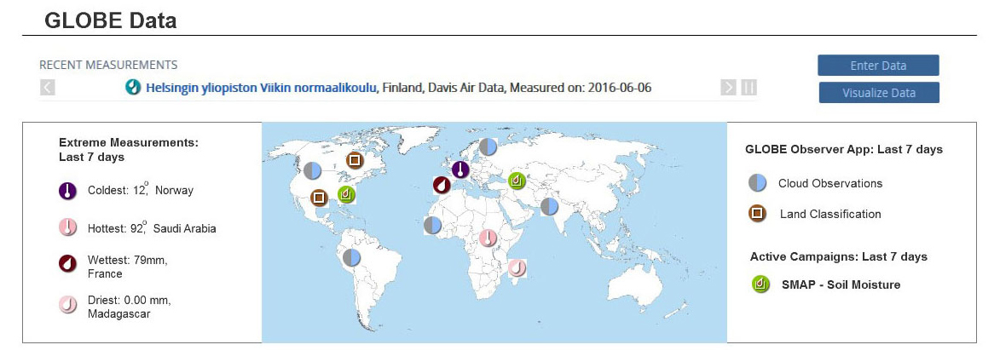 GLOBE Data
RECENT MEASUREMENTS
Helsingin yliopiston Viikin normaalikoulu, Finland, Davis Air Data, Measured on: 2016-06-06
Enter Data
Visualize Data
Extreme Measurements:
Last 7 days
Coldest: 12°, Norway
Hottest: 92°, Saudi Arabia
Wettest: 79mm,
France
Driest: 0.00 mm,
Madagascar
GLOBE Observer App: Last 7 days
Cloud Observations
Land Classification
Active Campaigns: Last 7 days
SMAP - Soil Moisture